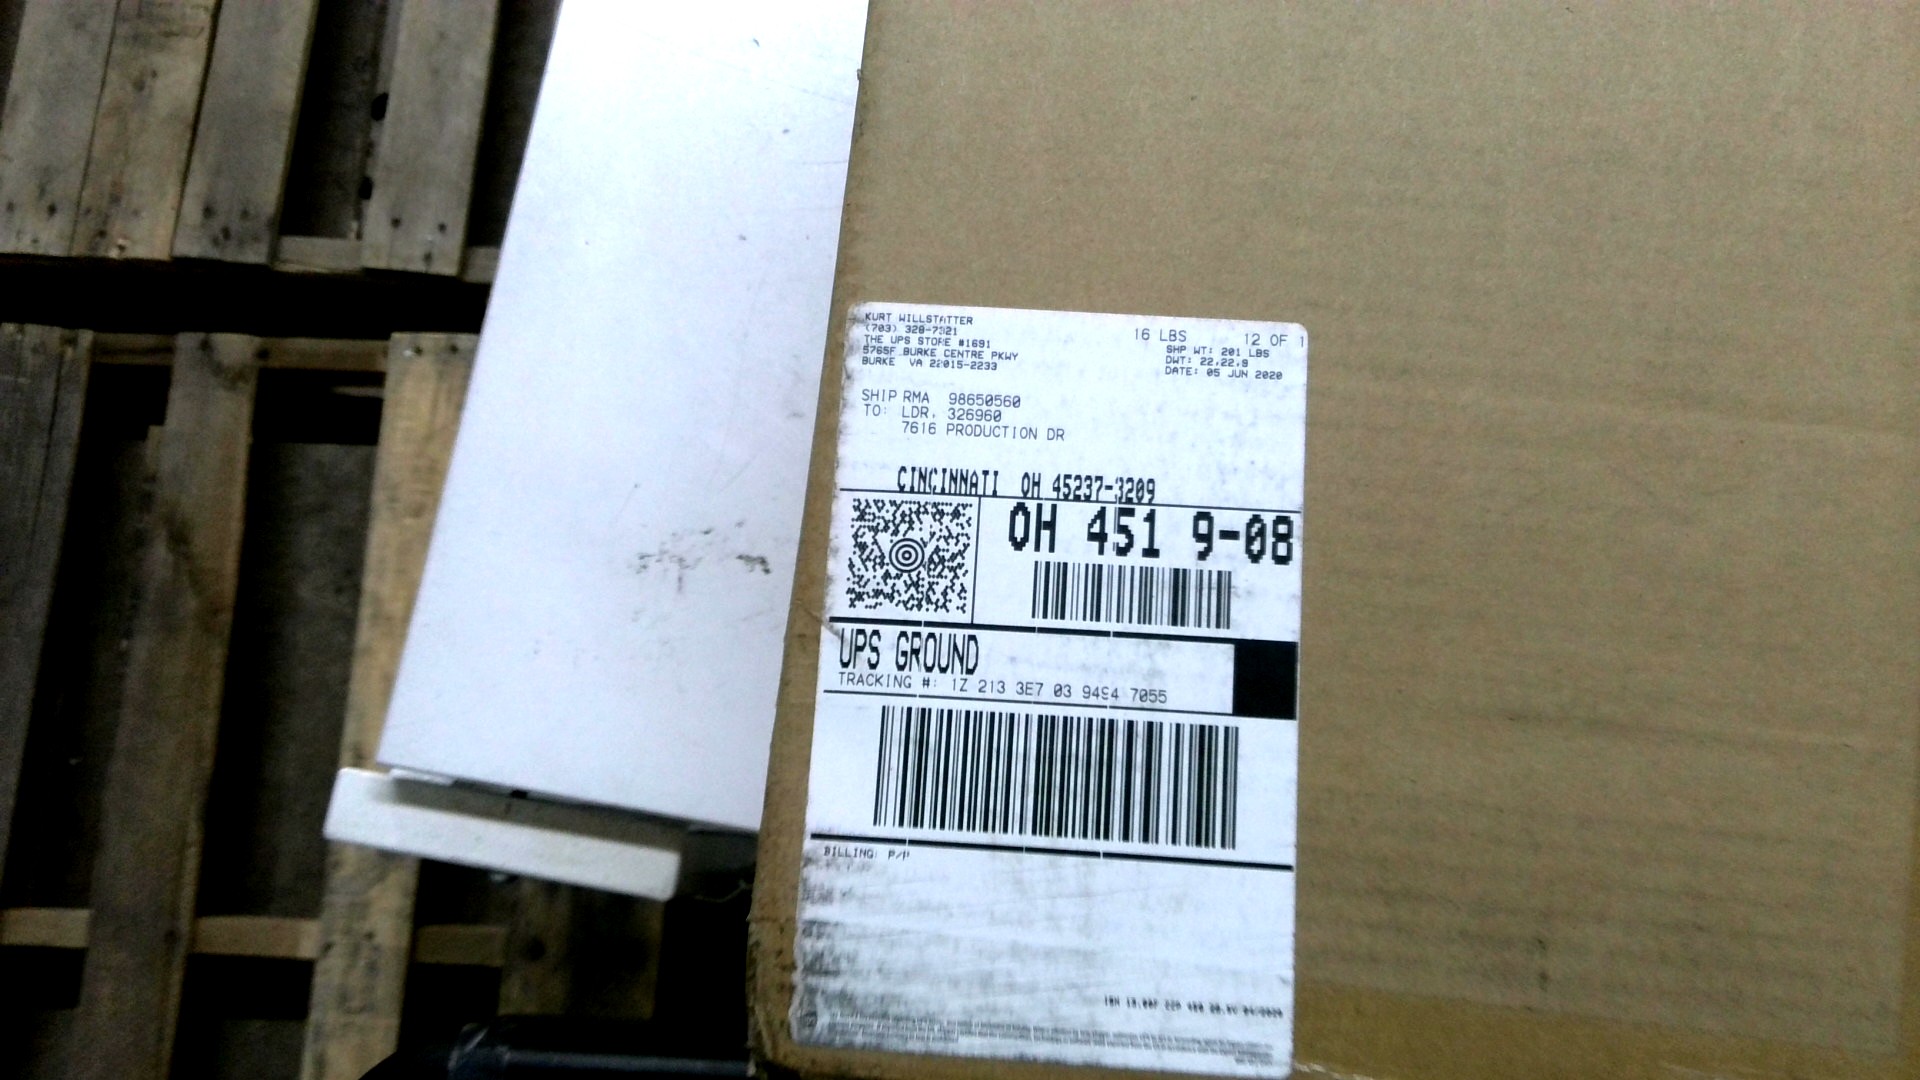 KURT WILLSTATTER
(703) 328-7321
THE UPS STORE #1691
5765F BURKE CENTRE PKWY
BURKE VA 22015-2233
16 LBS 12 OF 1
SHP WT: 201 LBS
DWT: 22,22,9
DATE: 05 JUN 2020
SHIP RMA 98650560
TO: LDR. 326960
7616 PRODUCTION DR
CINCINNATI OH 45237-3209
OH 451 9-08
UPS GROUND
TRACKING #: 1Z 213 3E7 03 9494 7055
BILLING: P/P